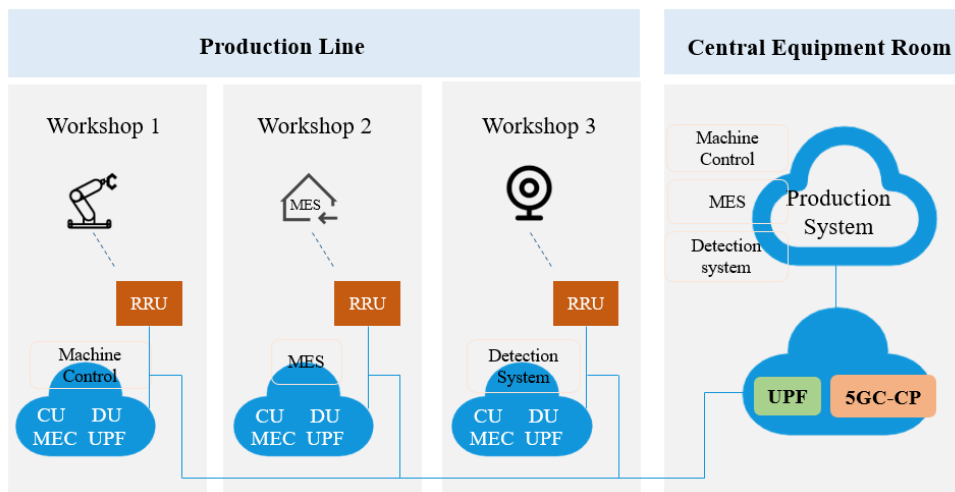 Production Line
Central Equipment Room
Workshop 1
Workshop 2
Workshop 3
MES
RRU
RRU
RRU
Machine
Control
MES
Detection
System
CU DU
MEC UPF
CU DU
MEC UPF
CU DU
MEC UPF
Machine
Control
MES
Detection
system
Production
System
UPF
5GC-CP